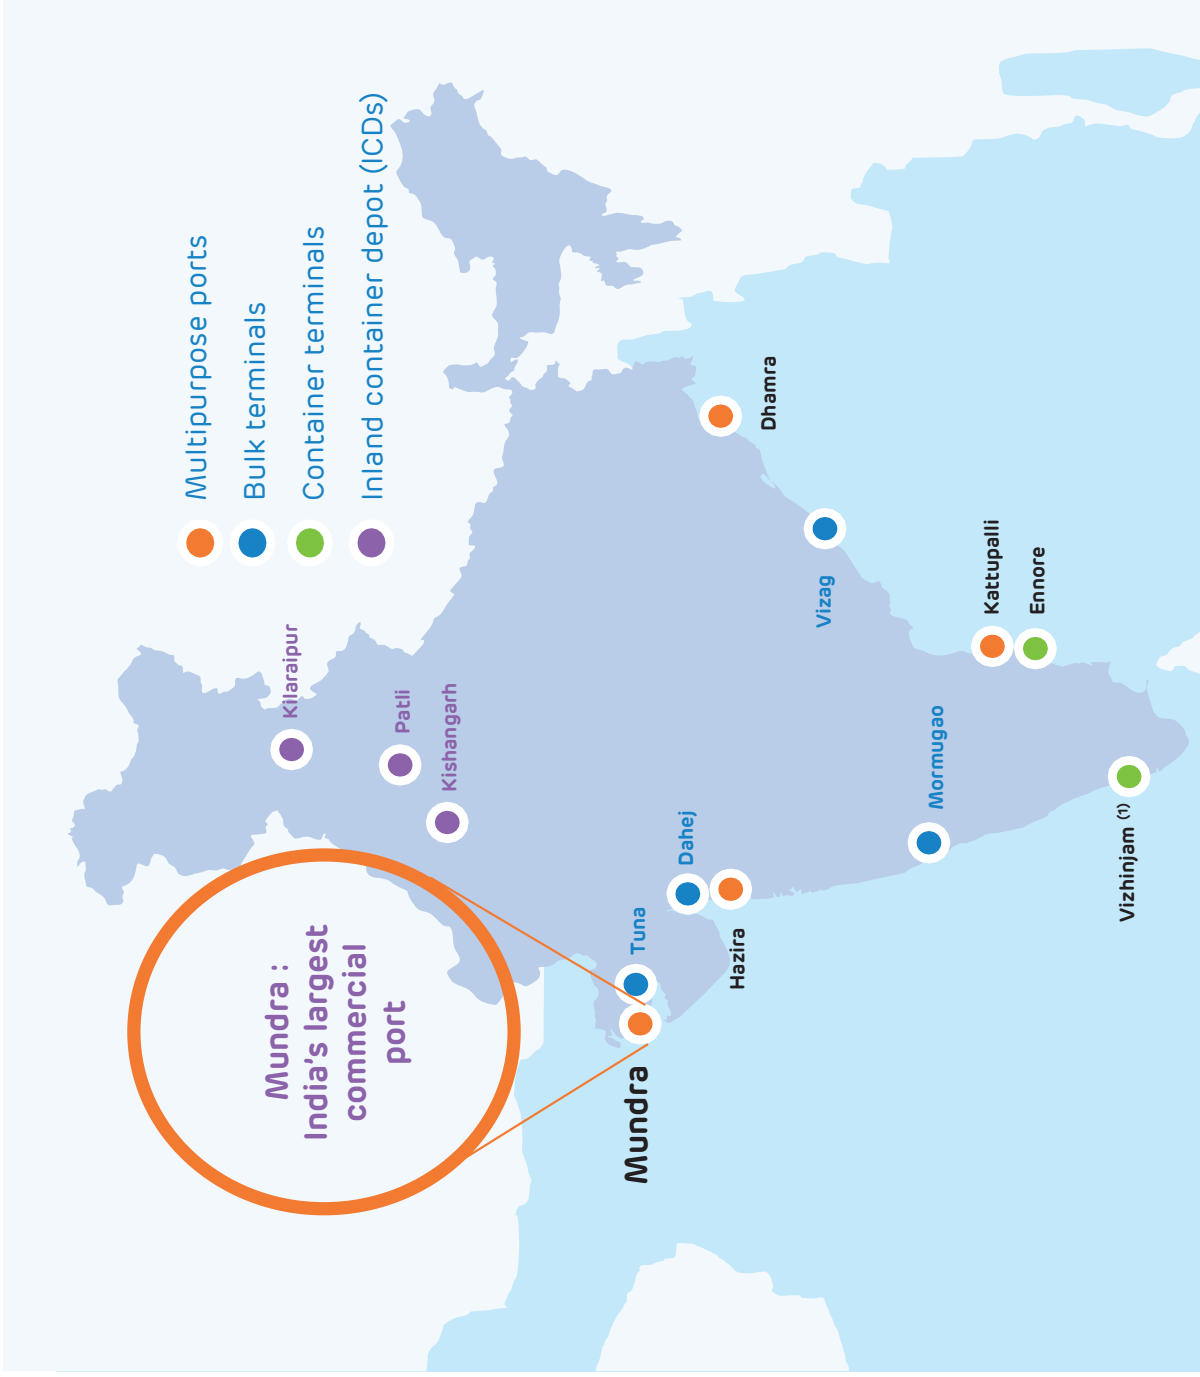 Multipurpose ports
Bulk terminals
Container terminals
Inland container depot (ICDs)
Kilaraipur
Patli
Kishangarh
Mundra :
India's largest
commercial
port
Tuna
Mundra
Dahej
Hazira
Dhamra
Vizag
Mormugao
Kattupalli
Ennore
Vizhinjam (1)